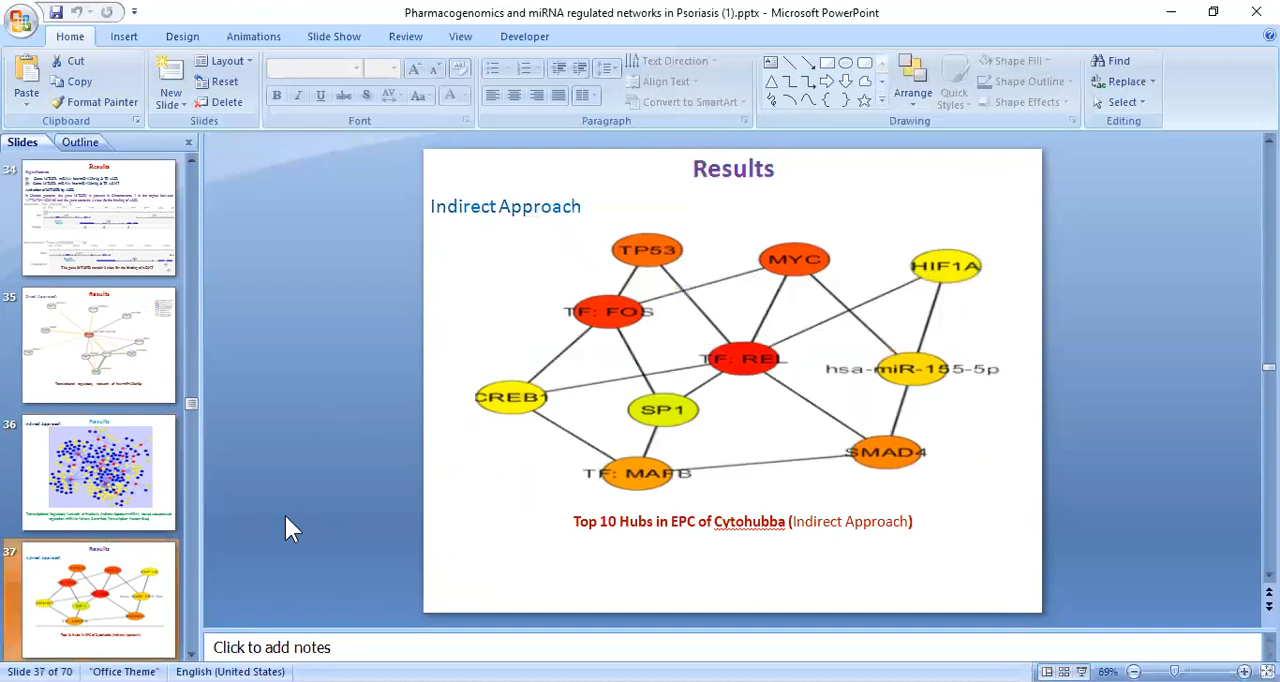 Pharmacogenomics and miRNA regulated networks in Psoriasis (1).pptx - Microsoft PowerPoint
Home Insert Design Animations Slide Show Review View Developer
Paste
Cut
Copy
Format Painter
Clipboard
New Slide
Layout
Reset
Delete
Slides
Font
Text Direction
Align Text
Convert to SmartArt
Paragraph
Arrange
Quick Styles
Shape Fill
Shape Outline
Shape Effects
Drawing
Find
Replace
Select
Editing
Slides Outline
34
Results
35
Results
36
Results
37
Results
Results
Indirect Approach
TP53
MYC
HIF1A
TF: FOS
TF: REL
hsa-miR-155-5p
CREB1
SP1
SMAD4
TF: MAFB
Top 10 Hubs in EPC of Cytohubba (Indirect Approach)
Click to add notes
Slide 37 of 70 "Office Theme" English (United States) 69%